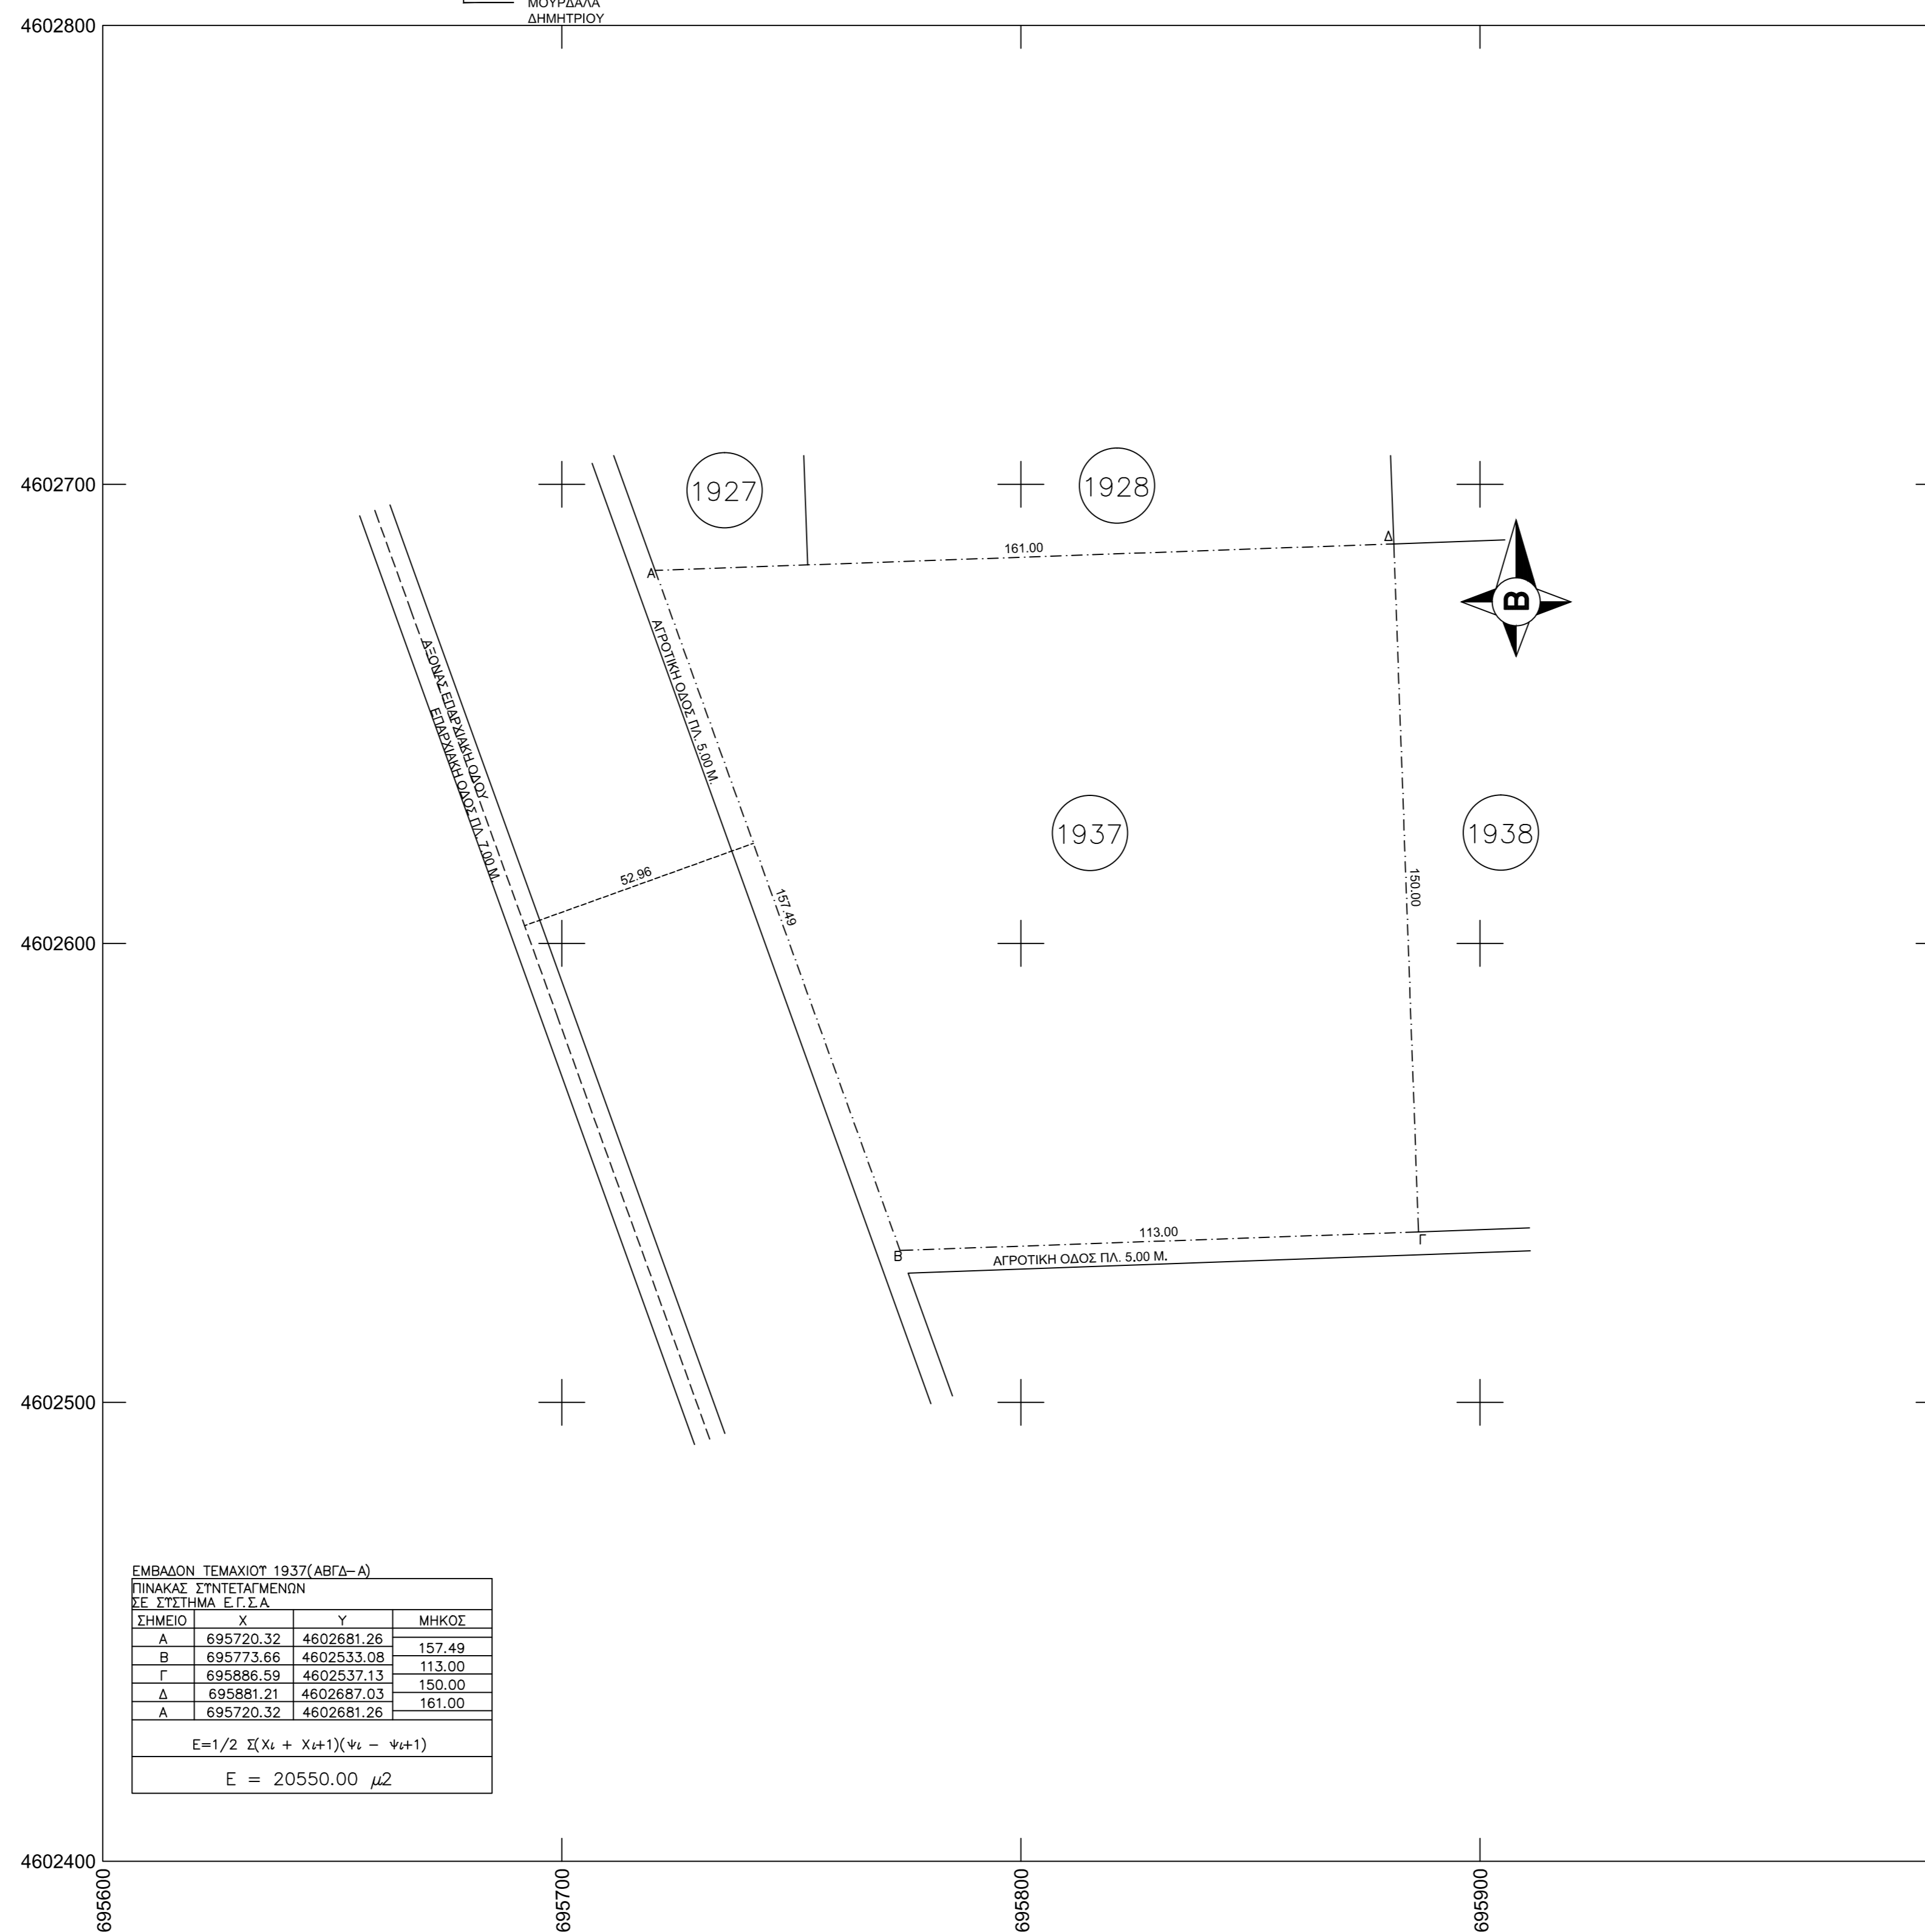 ΜΟΥΡΔΑΛΑ
ΔΗΜΗΤΡΙΟΥ
4602800
4602700
1927
1928
161.00
Δ
Α
Β
ΑΓΡΟΤΙΚΗ ΟΔΟΣ ΠΛ. 5.00 Μ.
ΑΞΟΝΑΣ ΕΠΑΡΧΙΑΚΗ ΟΔΟΥ
ΕΠΑΡΧΙΑΚΗ ΟΔΟΣ ΠΛ. 7.00 Μ.
1937
1938
52.96
157.49
150.00
4602600
113.00
Β
Γ
ΑΓΡΟΤΙΚΗ ΟΔΟΣ ΠΛ. 5.00 Μ.
4602500
ΕΜΒΑΔΟΝ ΤΕΜΑΧΙΟΥ 1937(ΑΒΓΔ-Α)
ΠΙΝΑΚΑΣ ΣΥΝΤΕΤΑΓΜΕΝΩΝ
ΣΕ ΣΥΣΤΗΜΑ Ε.Γ.Σ.Α.
ΣΗΜΕΙΟ Χ Υ ΜΗΚΟΣ
Α 695720.32 4602681.26
157.49
Β 695773.66 4602533.08
113.00
Γ 695886.59 4602537.13
150.00
Δ 695881.21 4602687.03
161.00
Α 695720.32 4602681.26
Ε=1/2 Σ(Χι + Χι+1)(Ψι - Ψι+1)
Ε = 20550.00 μ2
4602400
695600
695700
695800
695900